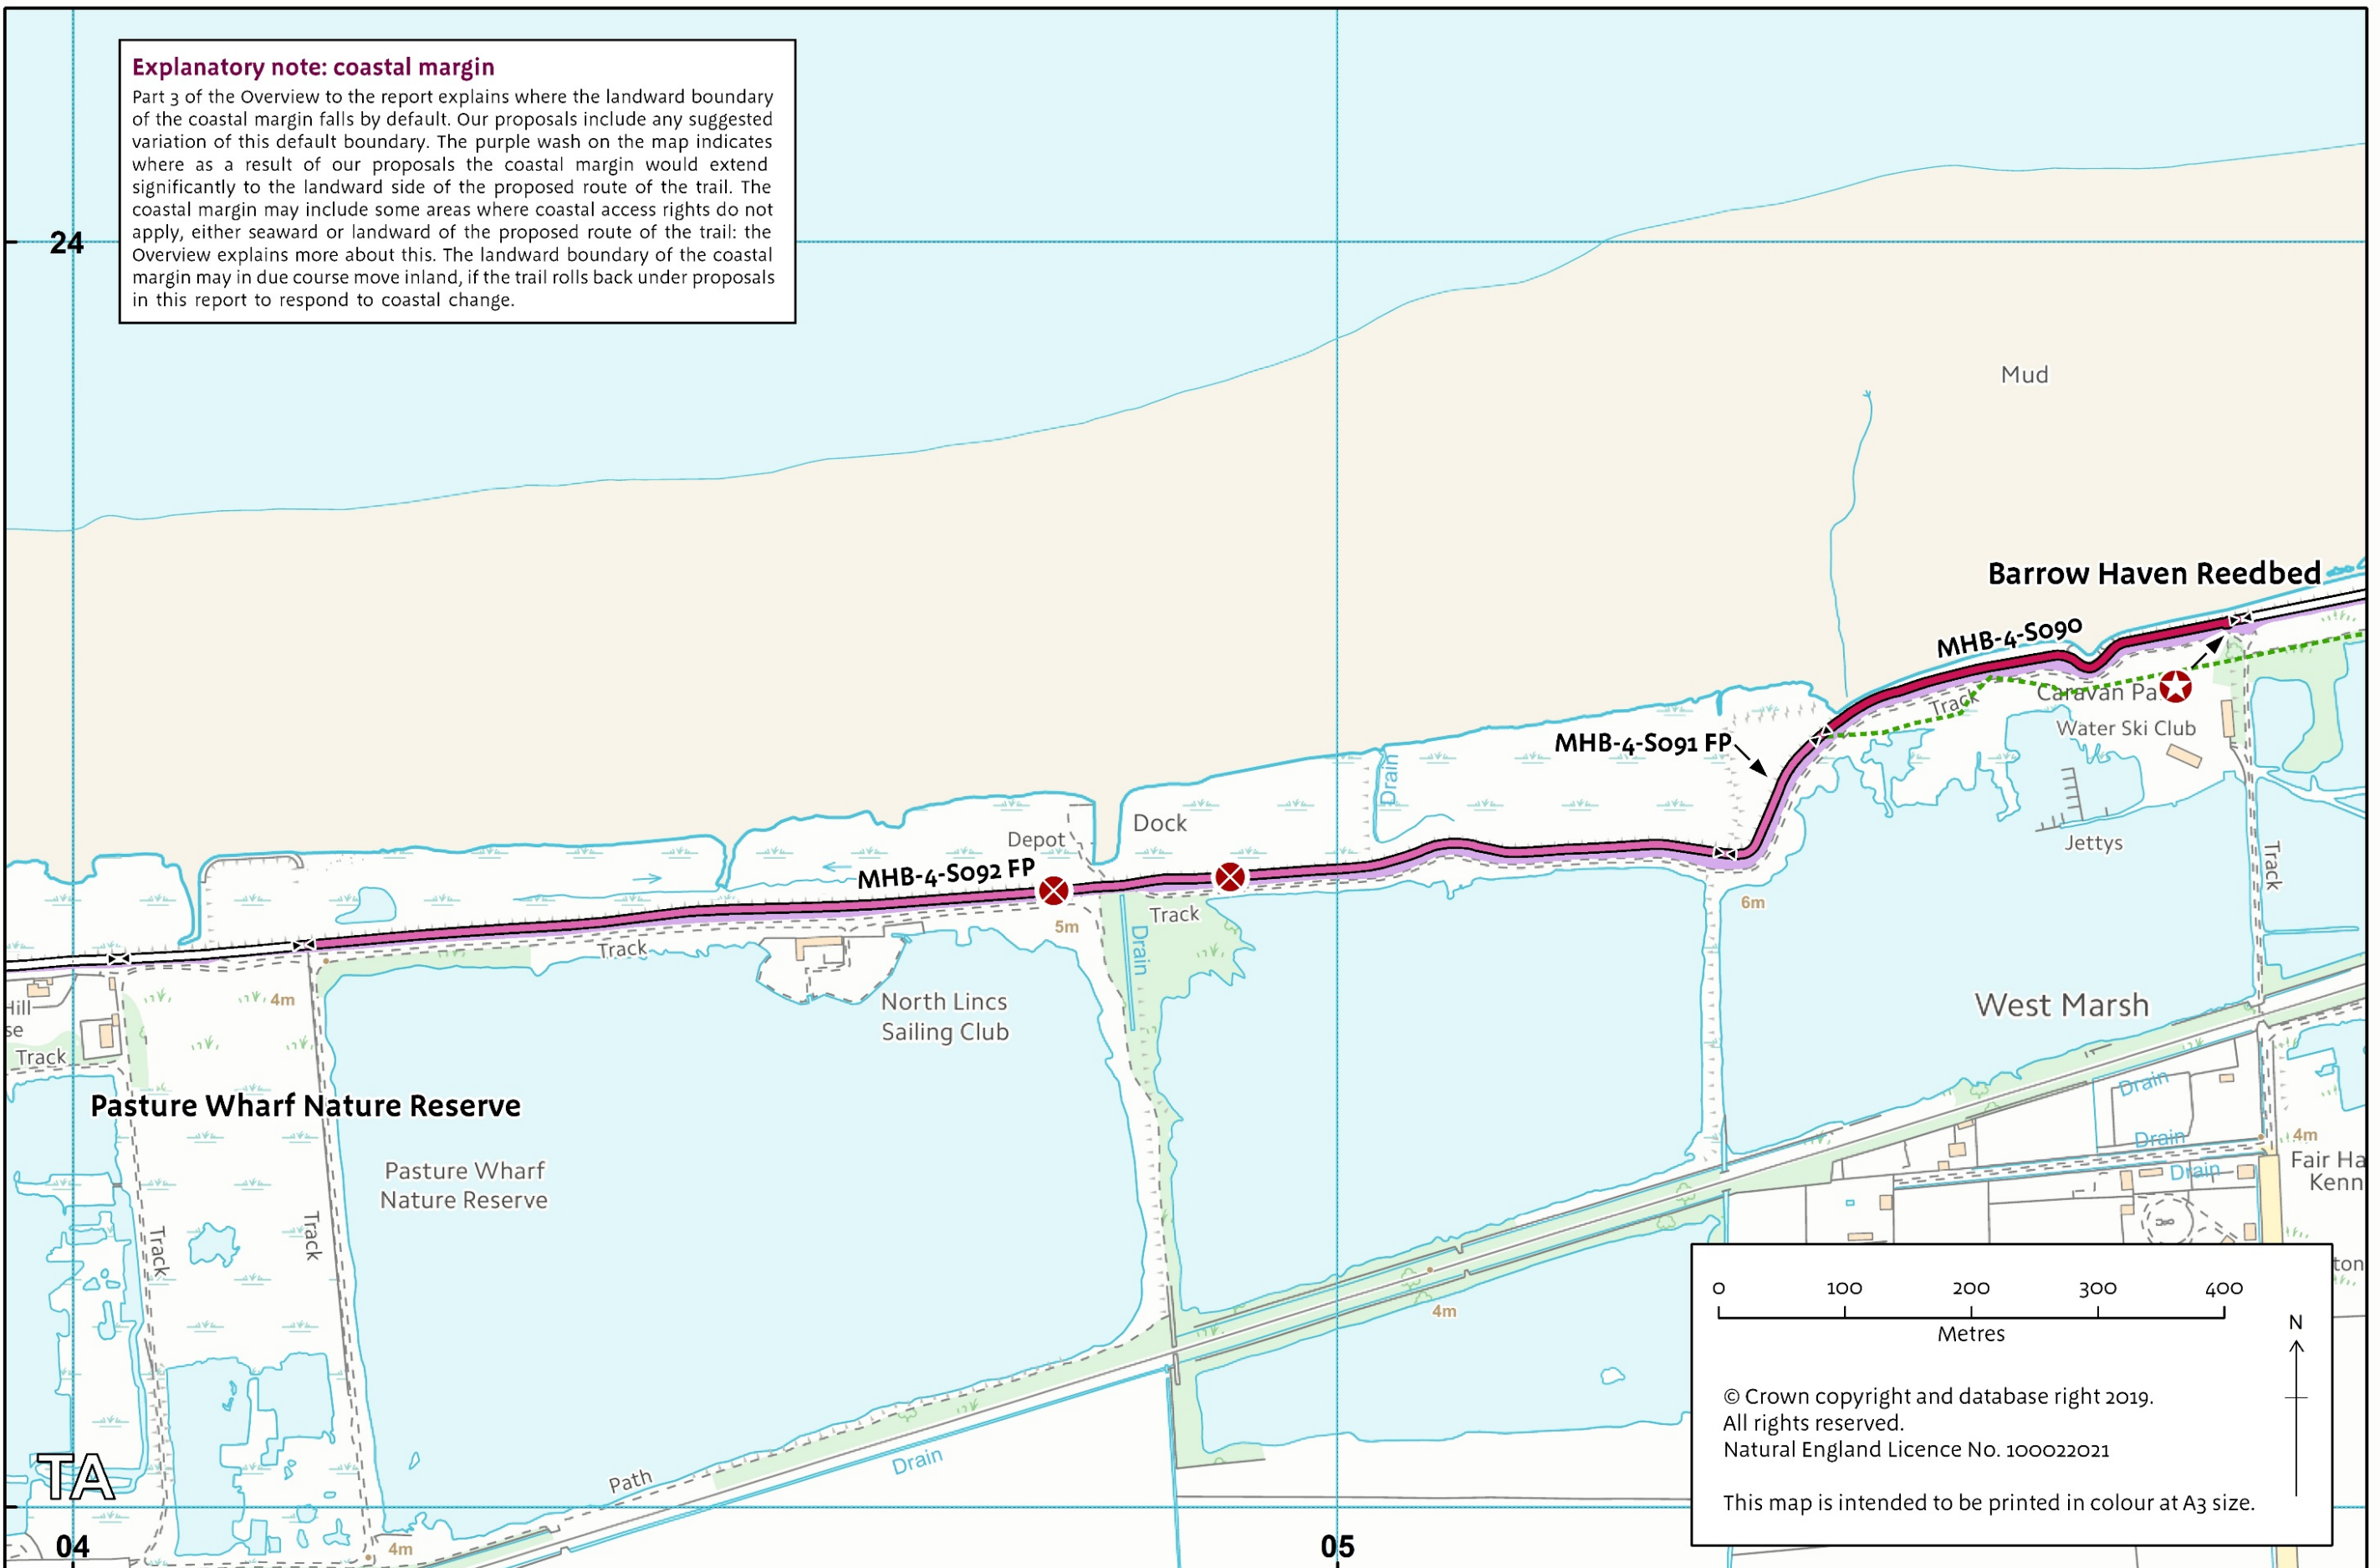 Explanatory note: coastal margin
Part 3 of the Overview to the report explains where the landward boundary
of the coastal margin falls by default. Our proposals include any suggested
variation of this default boundary. The purple wash on the map indicates
where as a result of our proposals the coastal margin would extend
significantly to the landward side of the proposed route of the trail. The
coastal margin may include some areas where coastal access rights do not
apply, either seaward or landward of the proposed route of the trail: the
Overview explains more about this. The landward boundary of the coastal
margin may in due course move inland, if the trail rolls back under proposals
in this report to respond to coastal change.
24
Mud
Barrow Haven Reedbed
MHB-4-S090
Caravan Pa
Track
Water Ski Club
MHB-4-S091 FP
Drain
Dock
Depot
Jettys
Track
MHB-4-S092 FP
6m
Track
5m
Track
Drain
4m
North Lincs
Sailing Club
West Marsh
Hill
se
Track
Drain
Pasture Wharf Nature Reserve
Drain
4m
Pasture Wharf
Nature Reserve
Fair Ha
Kenn
Drain
Track
Track
ton
4m
0 100 200 300 400
Metres
N
© Crown copyright and database right 2019.
All rights reserved.
Natural England Licence No. 100022021
This map is intended to be printed in colour at A3 size.
Drain
Path
TA
04
4m
05